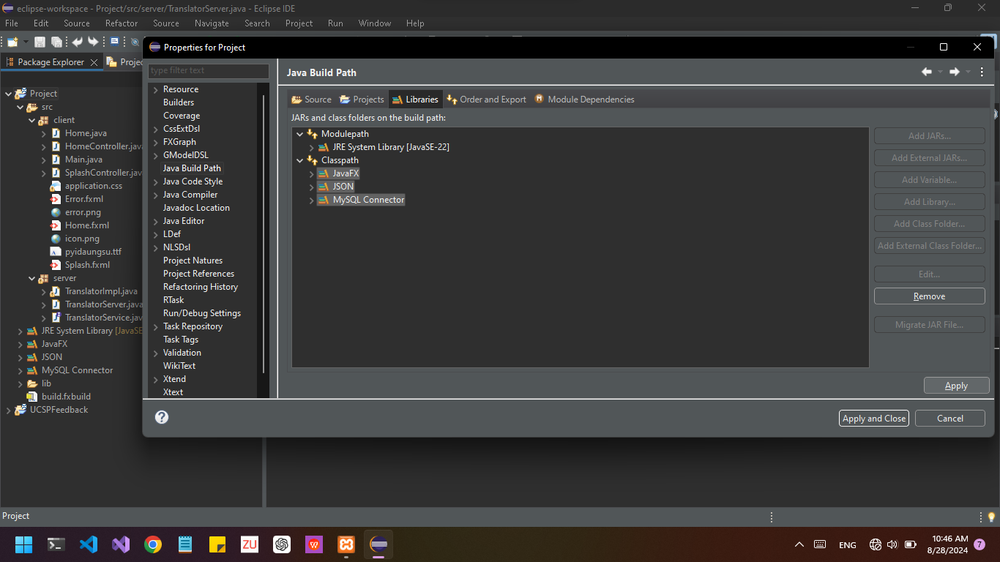 eclipse-workspace - Project/src/server/TranslatorServer.java - Eclipse IDE
File Edit Source Refactor Source Navigate Search Project Run Window Help
Package Explorer
Project
src
client
Home.java
HomeController.java
Main.java
SplashController.jav
application.css
Error.fxml
error.png
Home.fxml
icon.png
pyidaungsu.ttf
Splash.fxml
server
TranslatorImpl.java
TranslatorServer.java
TranslatorService.jav
JRE System Library [JavaSE
JavaFX
JSON
MySQL Connector
lib
build.fxbuild
UCSPFeedback
Properties for Project
type filter text
Resource
Builders
Coverage
CssExtDsl
FXGraph
GModelDSL
Java Build Path
Java Code Style
Java Compiler
Javadoc Location
Java Editor
LDef
NLSDsl
Project Natures
Project References
Refactoring History
RTask
Run/Debug Settings
Task Repository
Task Tags
Validation
WikiText
Xtend
Xtext
Java Build Path
Source Projects Libraries Order and Export Module Dependencies
JARs and class folders on the build path:
Modulepath
JRE System Library [JavaSE-22]
Classpath
JavaFX
JSON
MySQL Connector
Add JARs...
Add External JARs...
Add Variable...
Add Library...
Add Class Folder...
Add External Class Folder...
Edit...
Remove
Migrate JAR File...
Apply
Apply and Close Cancel
Project
ZU
ENG
10:46 AM
8/28/2024
7